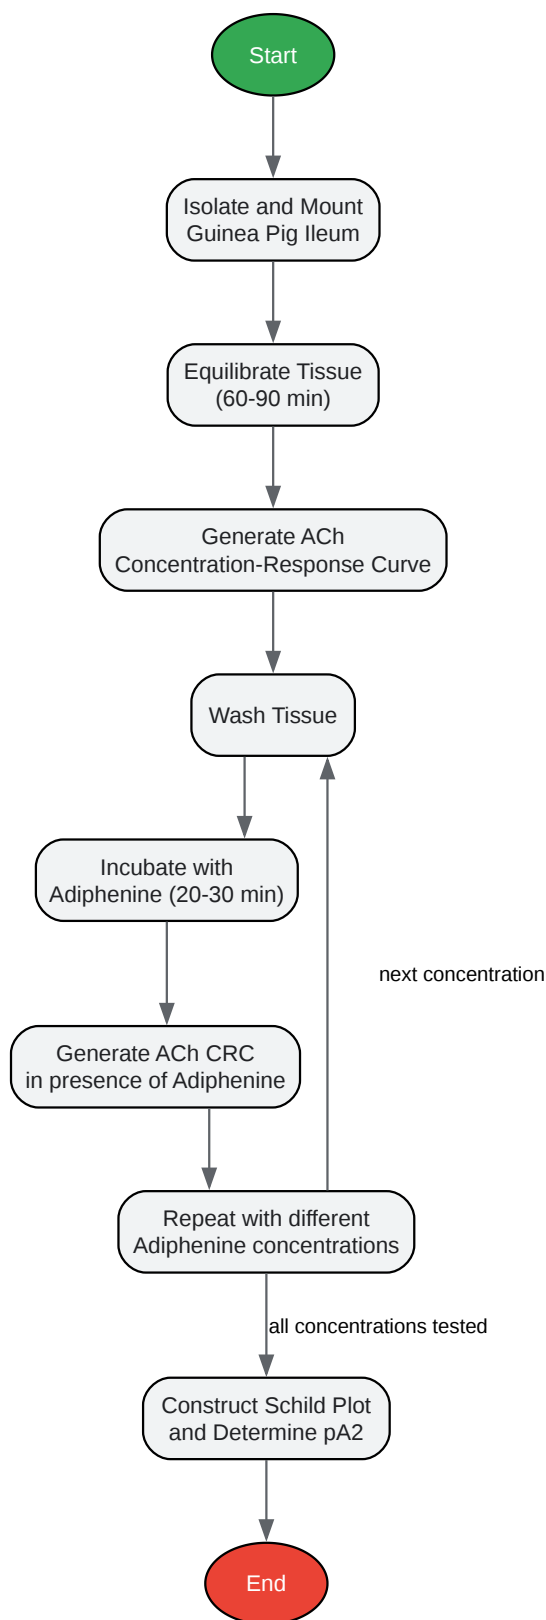 Start
Isolate and Mount
Guinea Pig Ileum
Equilibrate Tissue
(60-90 min)
Generate ACh
Concentration-Response Curve
Wash Tissue
Incubate with
Adiphenine (20-30 min)
next concentration
Generate ACh CRC
in presence of Adiphenine
Repeat with different
Adiphenine concentrations
all concentrations tested
Construct Schild Plot
and Determine pA2
End